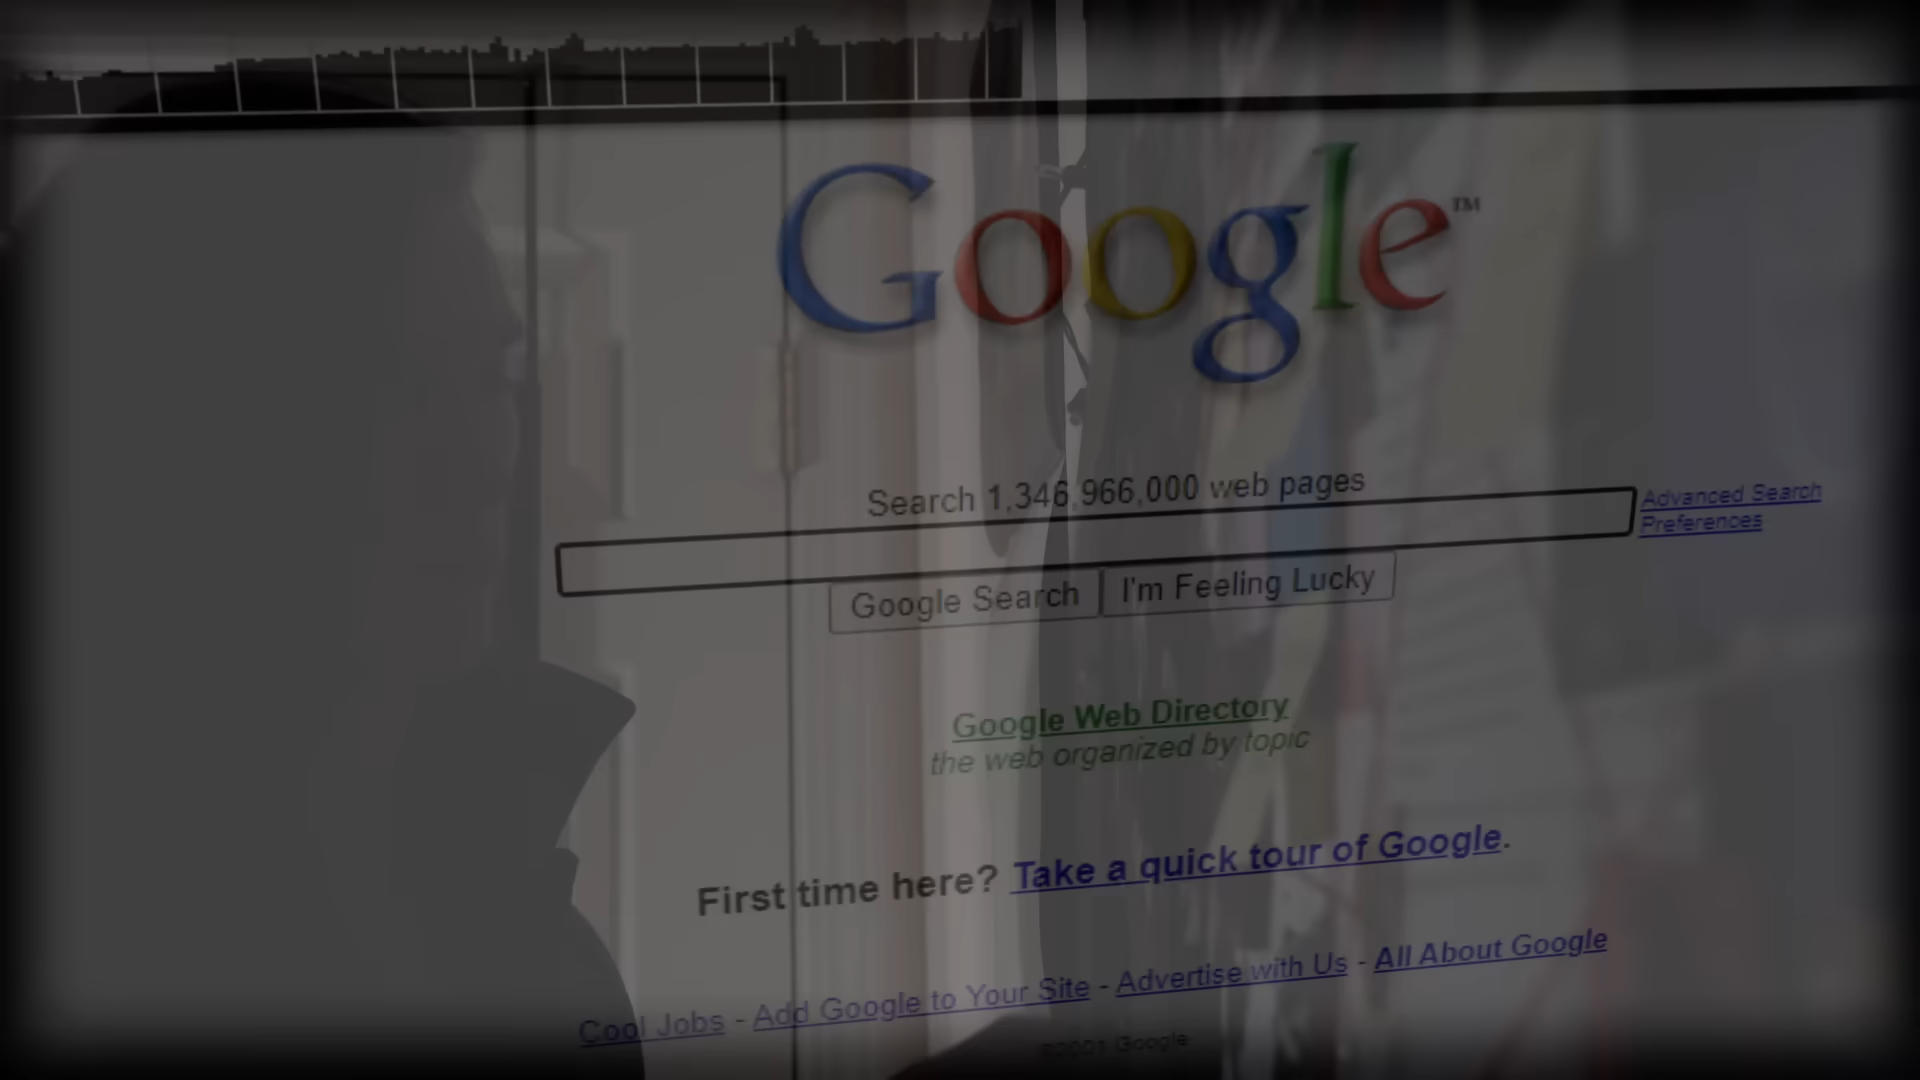 Google™
Search 1,346,966,000 web pages
Advanced Search
Preferences
Google Search
I'm Feeling Lucky
Google Web Directory
the web organized by topic
First time here? Take a quick tour of Google.
Cool Jobs - Add Google to Your Site - Advertise with Us - All About Google
©2001 Google